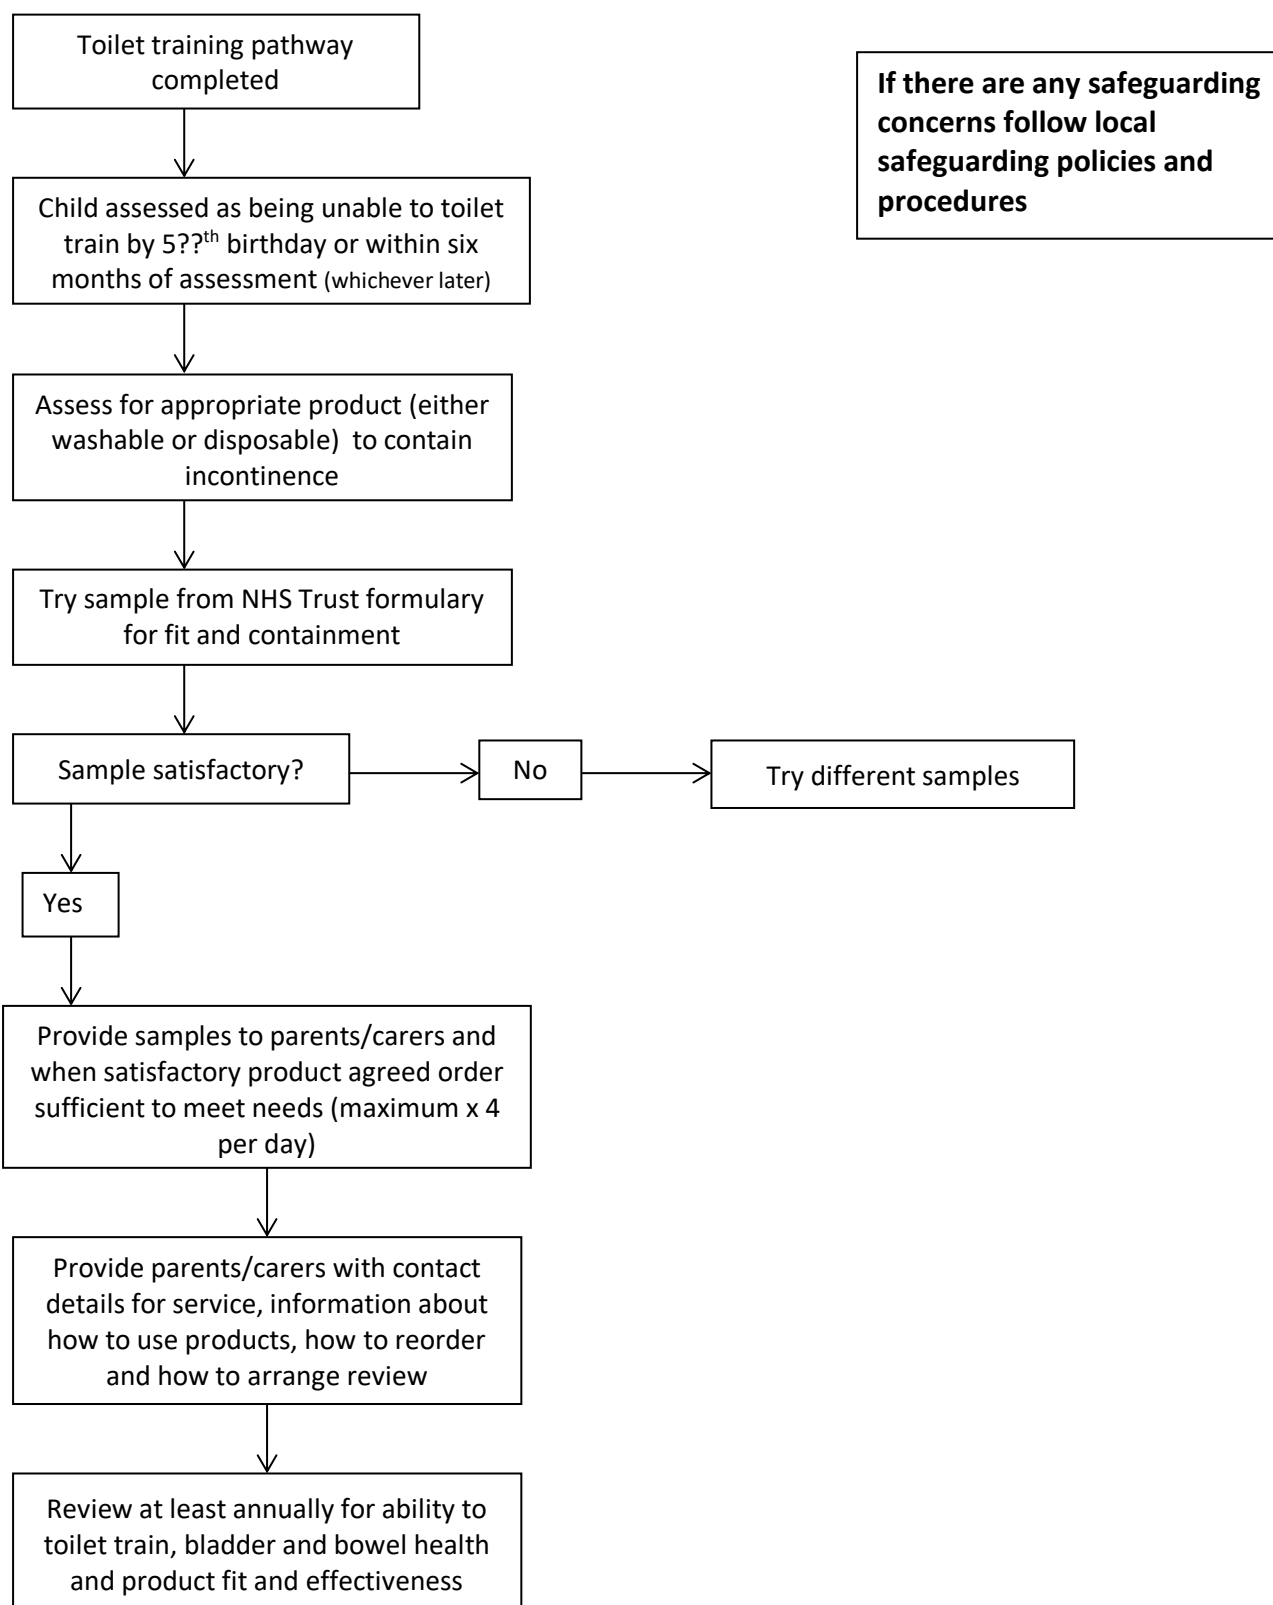 Toilet training pathway
completed
If there are any safeguarding
concerns follow local
safeguarding policies and
procedures
Child assessed as being unable to toilet
train by 5??th birthday or within six
months of assessment (whichever later)
Assess for appropriate product (either
washable or disposable) to contain
incontinence
Try sample from NHS Trust formulary
for fit and containment
Sample satisfactory?
No
Try different samples
Yes
Provide samples to parents/carers and
when satisfactory product agreed order
sufficient to meet needs (maximum x 4
per day)
Provide parents/carers with contact
details for service, information about
how to use products, how to reorder
and how to arrange review
Review at least annually for ability to
toilet train, bladder and bowel health
and product fit and effectiveness